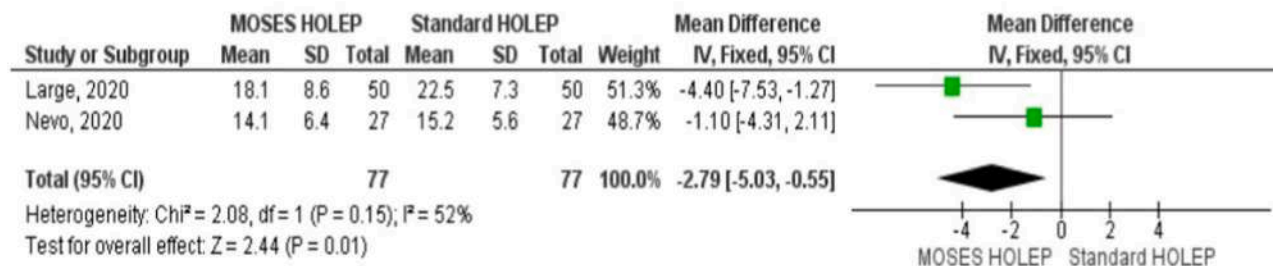 MOSES HOLEP Standard HOLEP Mean Difference Mean Difference
Study or Subgroup Mean SD Total Mean SD Total Weight IV, Fixed, 95% CI IV, Fixed, 95% CI
Large, 2020 18.1 8.6 50 22.5 7.3 50 51.3% -4.40 [-7.53, -1.27]
Nevo, 2020 14.1 6.4 27 15.2 5.6 27 48.7% -1.10 [-4.31, 2.11]
Total (95% CI) 77 77 100.0% -2.79 [-5.03, -0.55]
Heterogeneity: Chi² = 2.08, df = 1 (P = 0.15); I² = 52%
Test for overall effect: Z = 2.44 (P = 0.01)
-4 -2 0 2 4
MOSES HOLEP Standard HOLEP